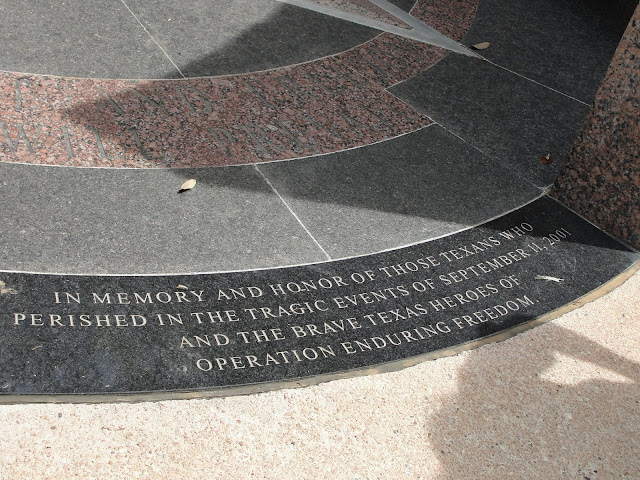 IN MEMORY AND HONOR OF THOSE TEXANS WHO
PERISHED IN THE TRAGIC EVENTS OF SEPTEMBER 11, 2001
AND THE BRAVE TEXAS HEROES OF
OPERATION ENDURING FREEDOM